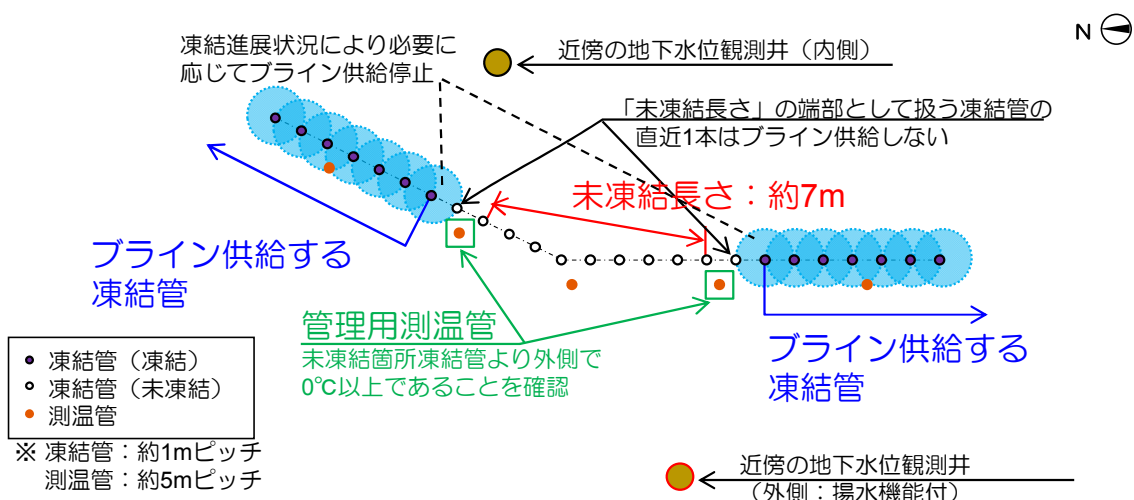 N
凍結進展状況により必要に
応じてブライン供給停止
近傍の地下水位観測井（内側）
「未凍結長さ」の端部として扱う凍結管の
直近1本はブライン供給しない
未凍結長さ：約7m
ブライン供給する
凍結管
管理用測温管
未凍結箇所凍結管より外側で
0℃以上であることを確認
ブライン供給する
凍結管
凍結管（凍結）
凍結管（未凍結）
測温管
※ 凍結管：約1mピッチ
測温管：約5mピッチ
近傍の地下水位観測井
（外側：揚水機能付）